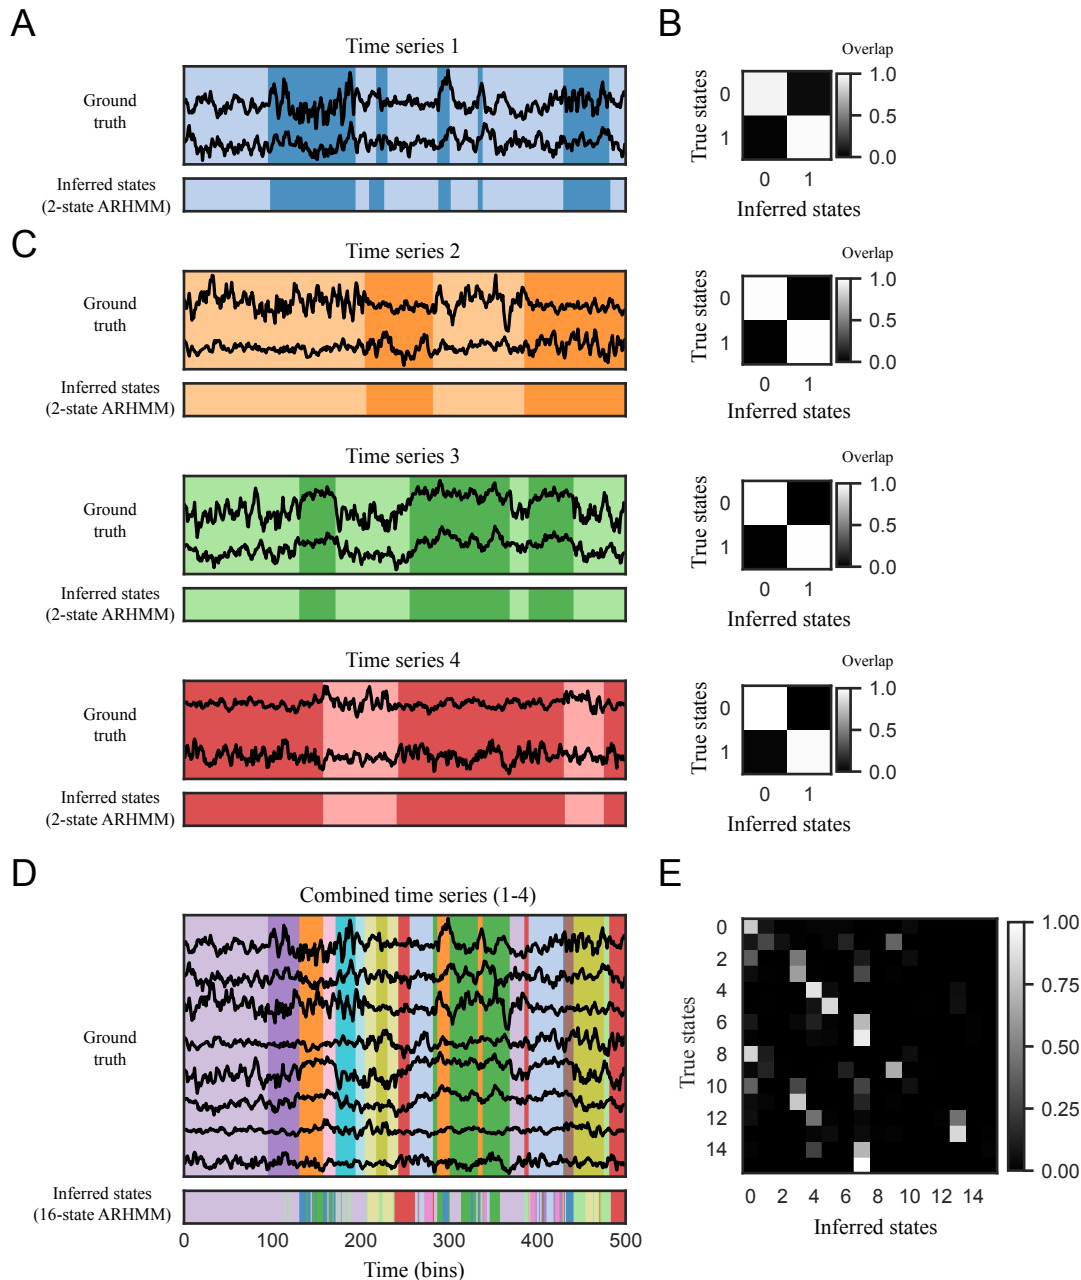 A
B
Time series 1
Overlap
Ground
truth
True states
0
1
1.0
0.5
0.0
0 1
Inferred states
(2-state ARHMM)
Inferred states
C
Time series 2
Overlap
Ground
truth
True states
0
1
1.0
0.5
0.0
0 1
Inferred states
(2-state ARHMM)
Inferred states
Time series 3
Overlap
Ground
truth
True states
0
1
1.0
0.5
0.0
0 1
Inferred states
(2-state ARHMM)
Inferred states
Time series 4
Overlap
Ground
truth
True states
0
1
1.0
0.5
0.0
0 1
Inferred states
(2-state ARHMM)
Inferred states
D
Combined time series (1-4)
Ground
truth
Inferred states
(16-state ARHMM)
0 100 200 300 400 500
Time (bins)
E
True states
0
2
4
6
8
10
12
14
1.00
0.75
0.50
0.25
0.00
0 2 4 6 8 10 12 14
Inferred states